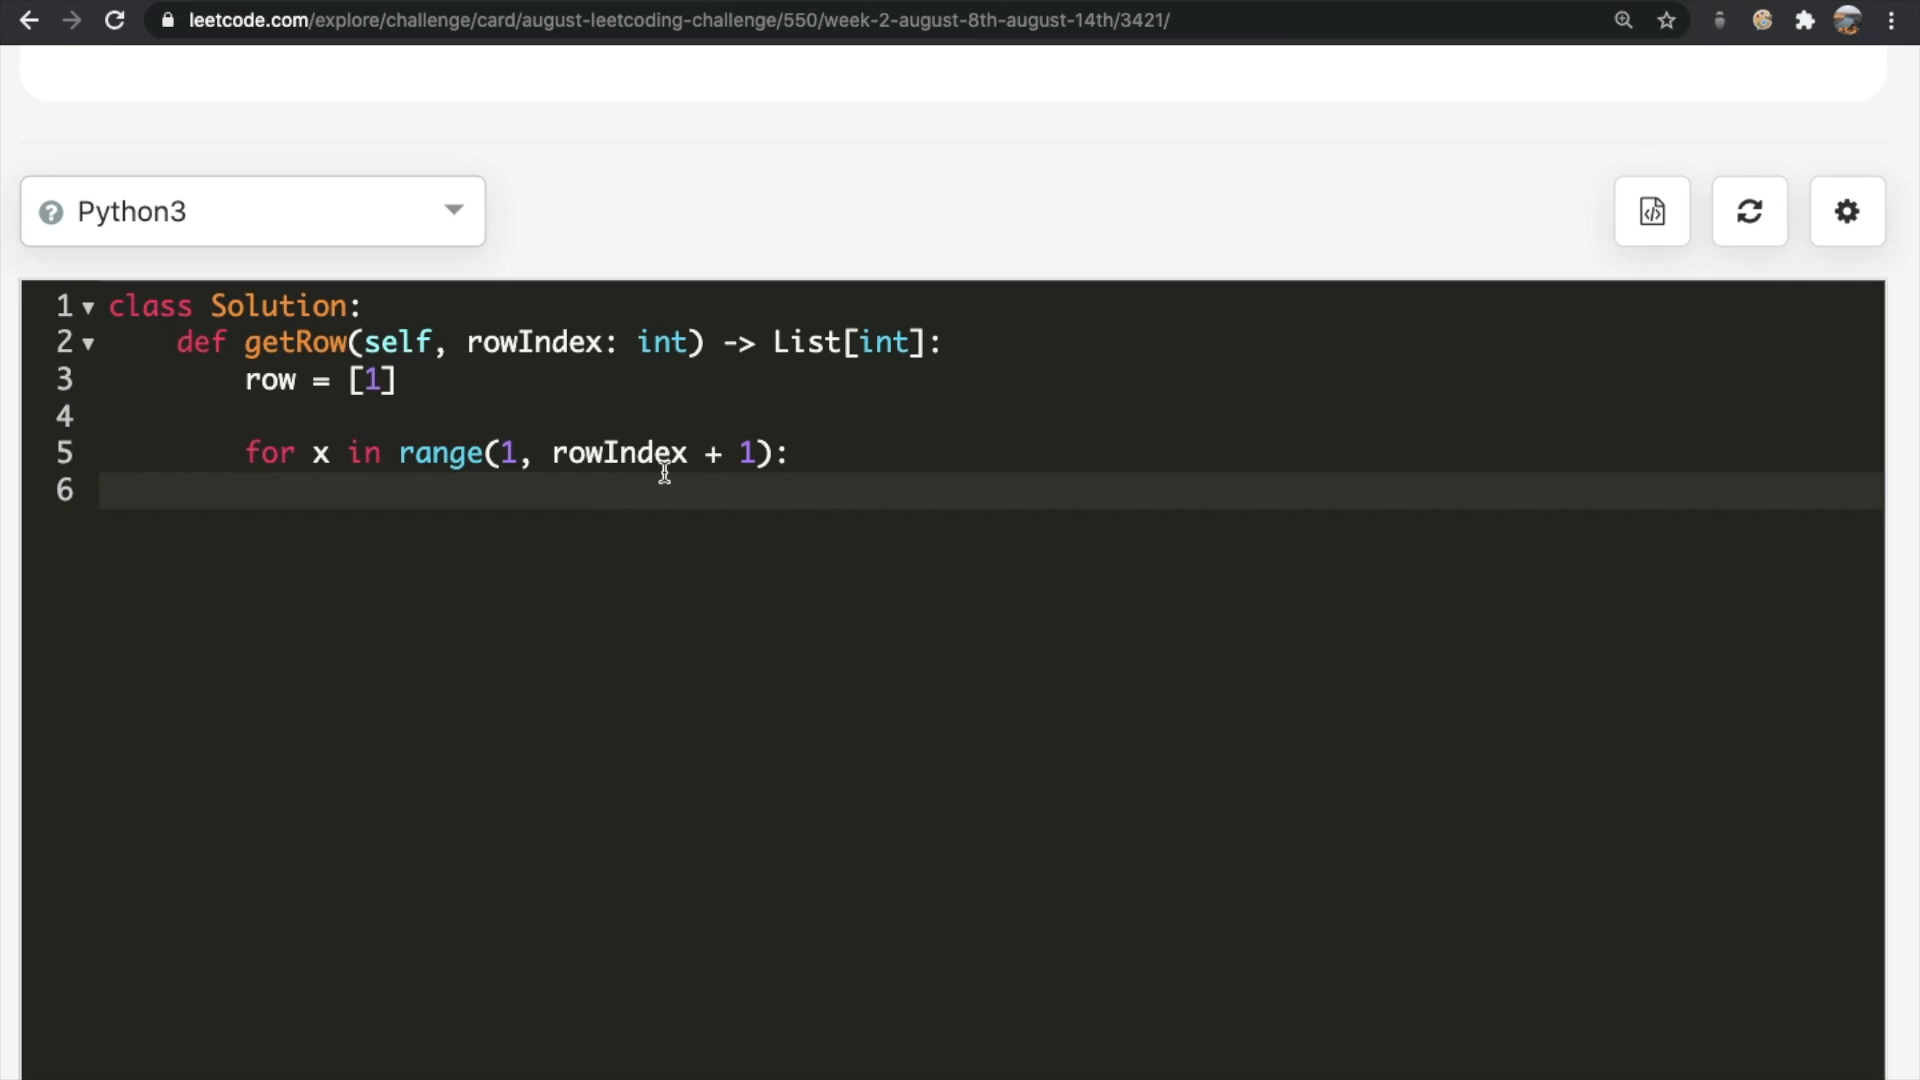 leetcode.com/explore/challenge/card/august-leetcoding-challenge/550/week-2-august-8th-august-14th/3421/
? Python3
1 class Solution:
2 def getRow(self, rowIndex: int) -> List[int]:
3 row = [1]
4
5 for x in range(1, rowIndex + 1):
6